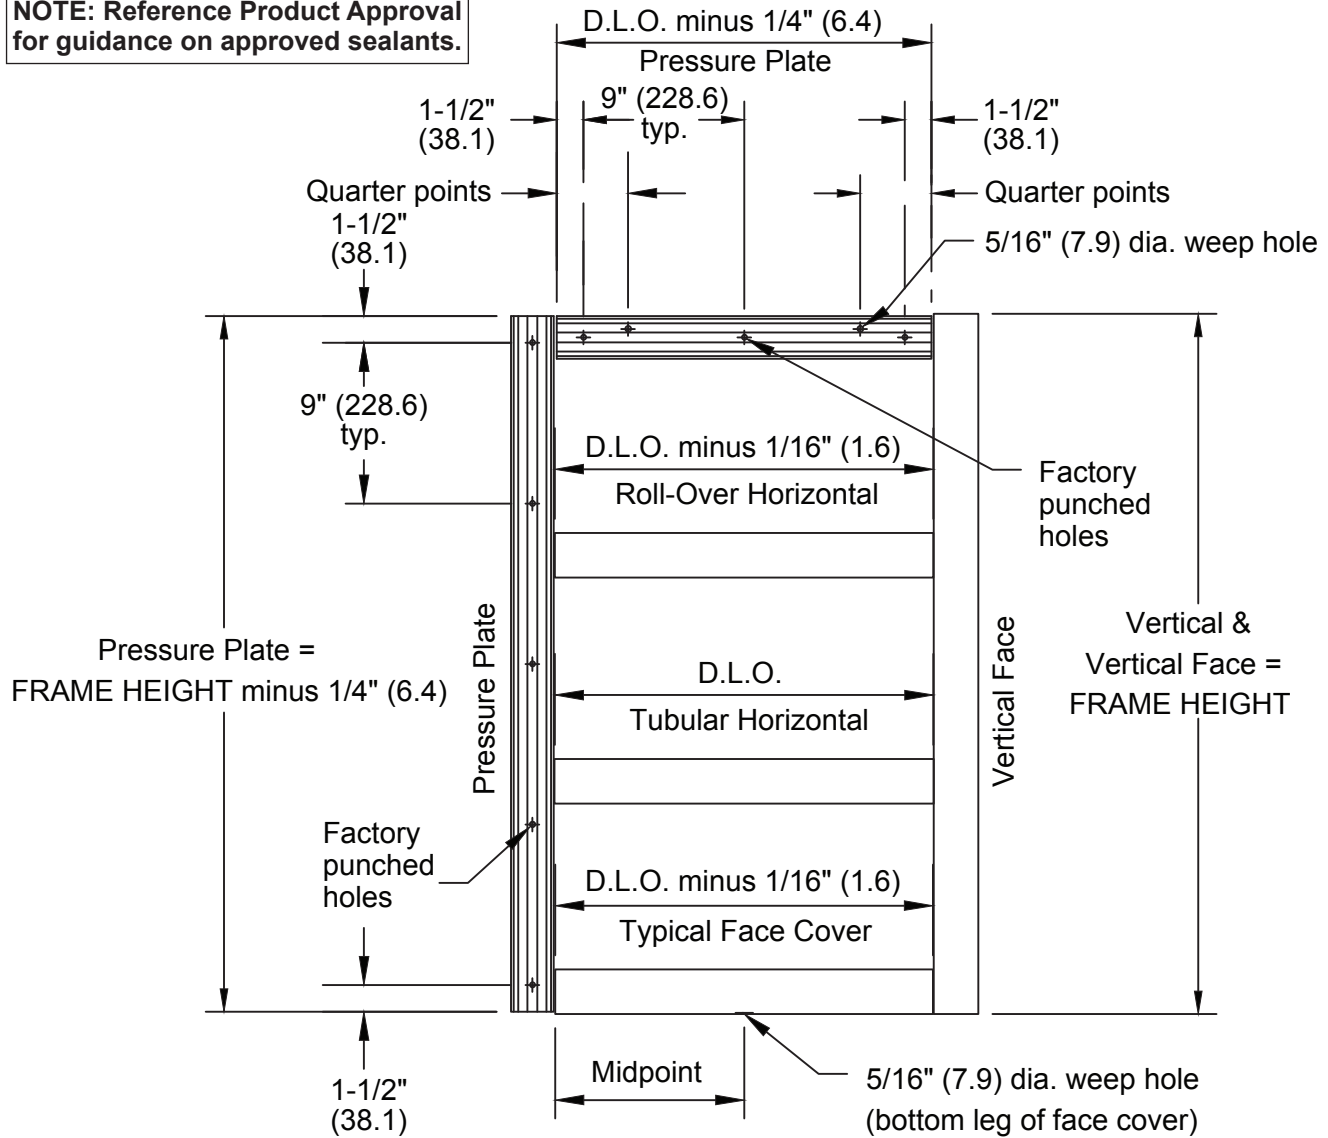 NOTE: Reference Product Approval
for guidance on approved sealants.
D.L.O. minus 1/4" (6.4)
Pressure Plate
1-1/2"
(38.1)
9" (228.6)
typ.
1-1/2"
(38.1)
Quarter points
Quarter points
1-1/2"
(38.1)
5/16" (7.9) dia. weep hole
9" (228.6)
typ.
D.L.O. minus 1/16" (1.6)
Roll-Over Horizontal
Factory
punched
holes
Pressure Plate =
FRAME HEIGHT minus 1/4" (6.4)
Pressure Plate
D.L.O.
Tubular Horizontal
Vertical Face
Vertical &
Vertical Face =
FRAME HEIGHT
Factory
punched
holes
D.L.O. minus 1/16" (1.6)
Typical Face Cover
1-1/2"
(38.1)
Midpoint
5/16" (7.9) dia. weep hole
(bottom leg of face cover)